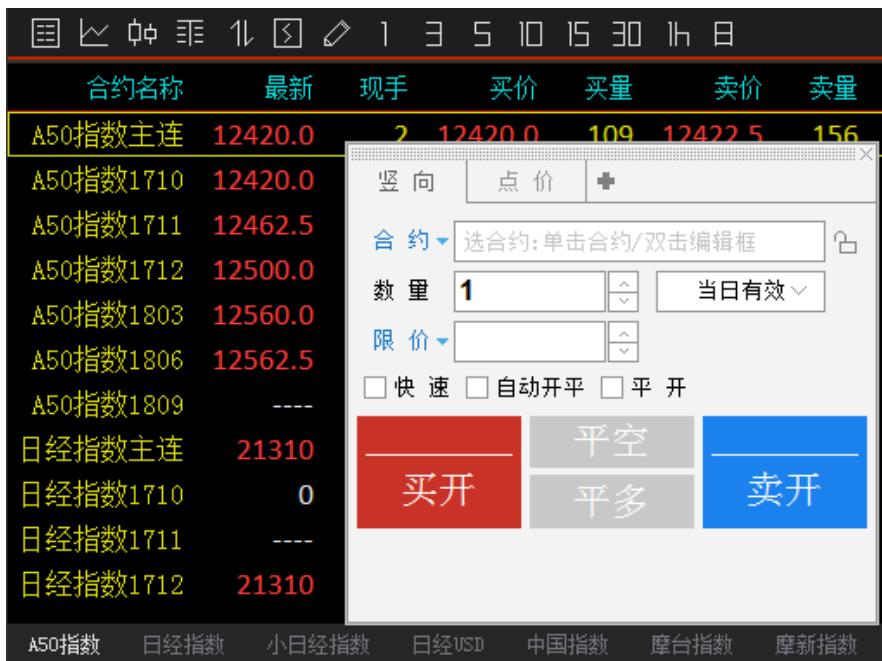 1 3 5 10 15 30 1h 日
合约名称 最新 现手 买价 买量 卖价 卖量
A50指数主连 12420.0 2 12420.0 109 12422.5 156
A50指数1710 12420.0
A50指数1711 12462.5
A50指数1712 12500.0
A50指数1803 12560.0
A50指数1806 12562.5
A50指数1809 ----
日经指数主连 21310
日经指数1710 0
日经指数1711 ----
日经指数1712 21310
竖向 点价
合约 选合约:单击合约/双击编辑框
数量 1 当日有效
限价
快速 自动开平 平开
买开 平空 卖开
平多
A50指数 日经指数 小日经指数 日经USD 中国指数 摩台指数 摩新指数